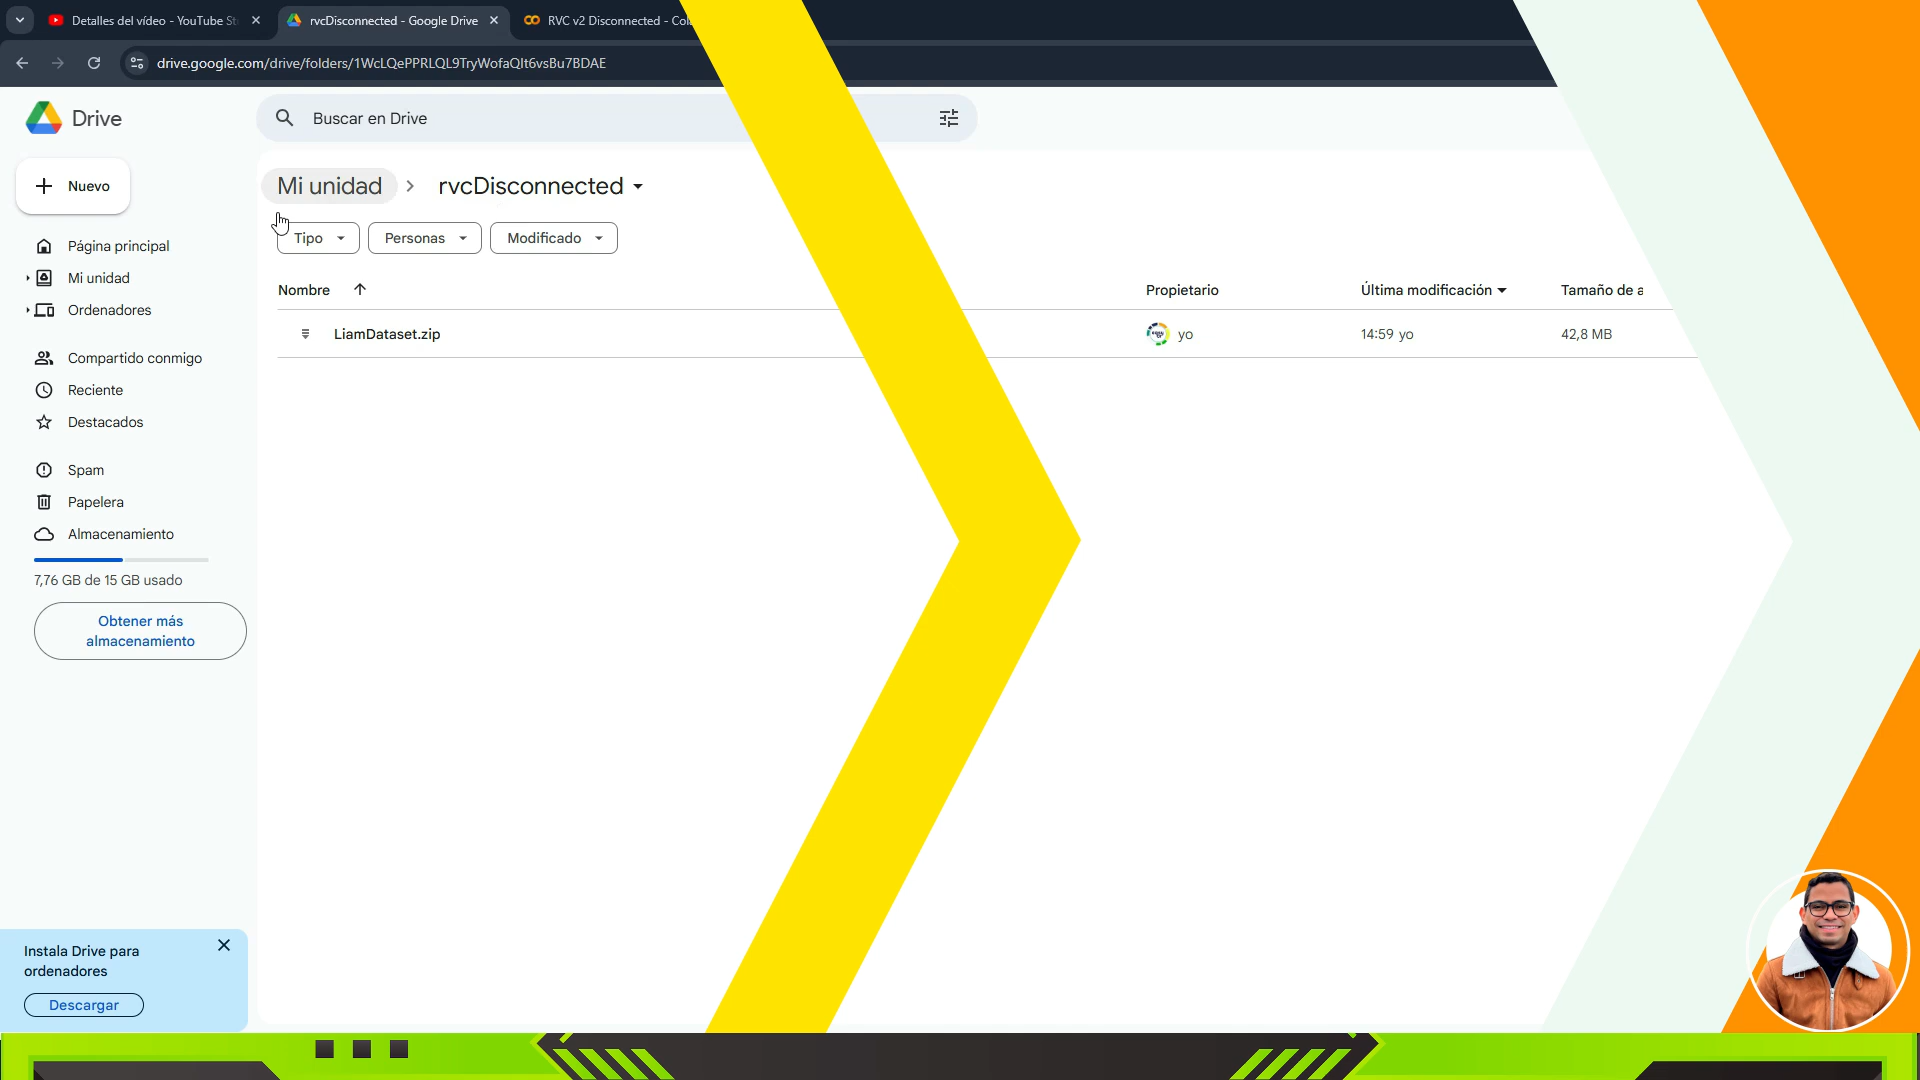 Detalles del vídeo - YouTube St
rvcDisconnected - Google Drive
RVC v2 Disconnected - Col
drive.google.com/drive/folders/1WcLQePPRLQL9TryWofaQIt6vsBu7BDAE
Drive
Buscar en Drive
Nuevo
Mi unidad
rvcDisconnected
Tipo
Personas
Modificado
Página principal
Mi unidad
Ordenadores
Compartido conmigo
Reciente
Destacados
Spam
Papelera
Almacenamiento
7,76 GB de 15 GB usado
Obtener más
almacenamiento
Nombre
Propietario
Última modificación
Tamaño de a
LiamDataset.zip
yo
14:59 yo
42,8 MB
Instala Drive para
ordenadores
Descargar